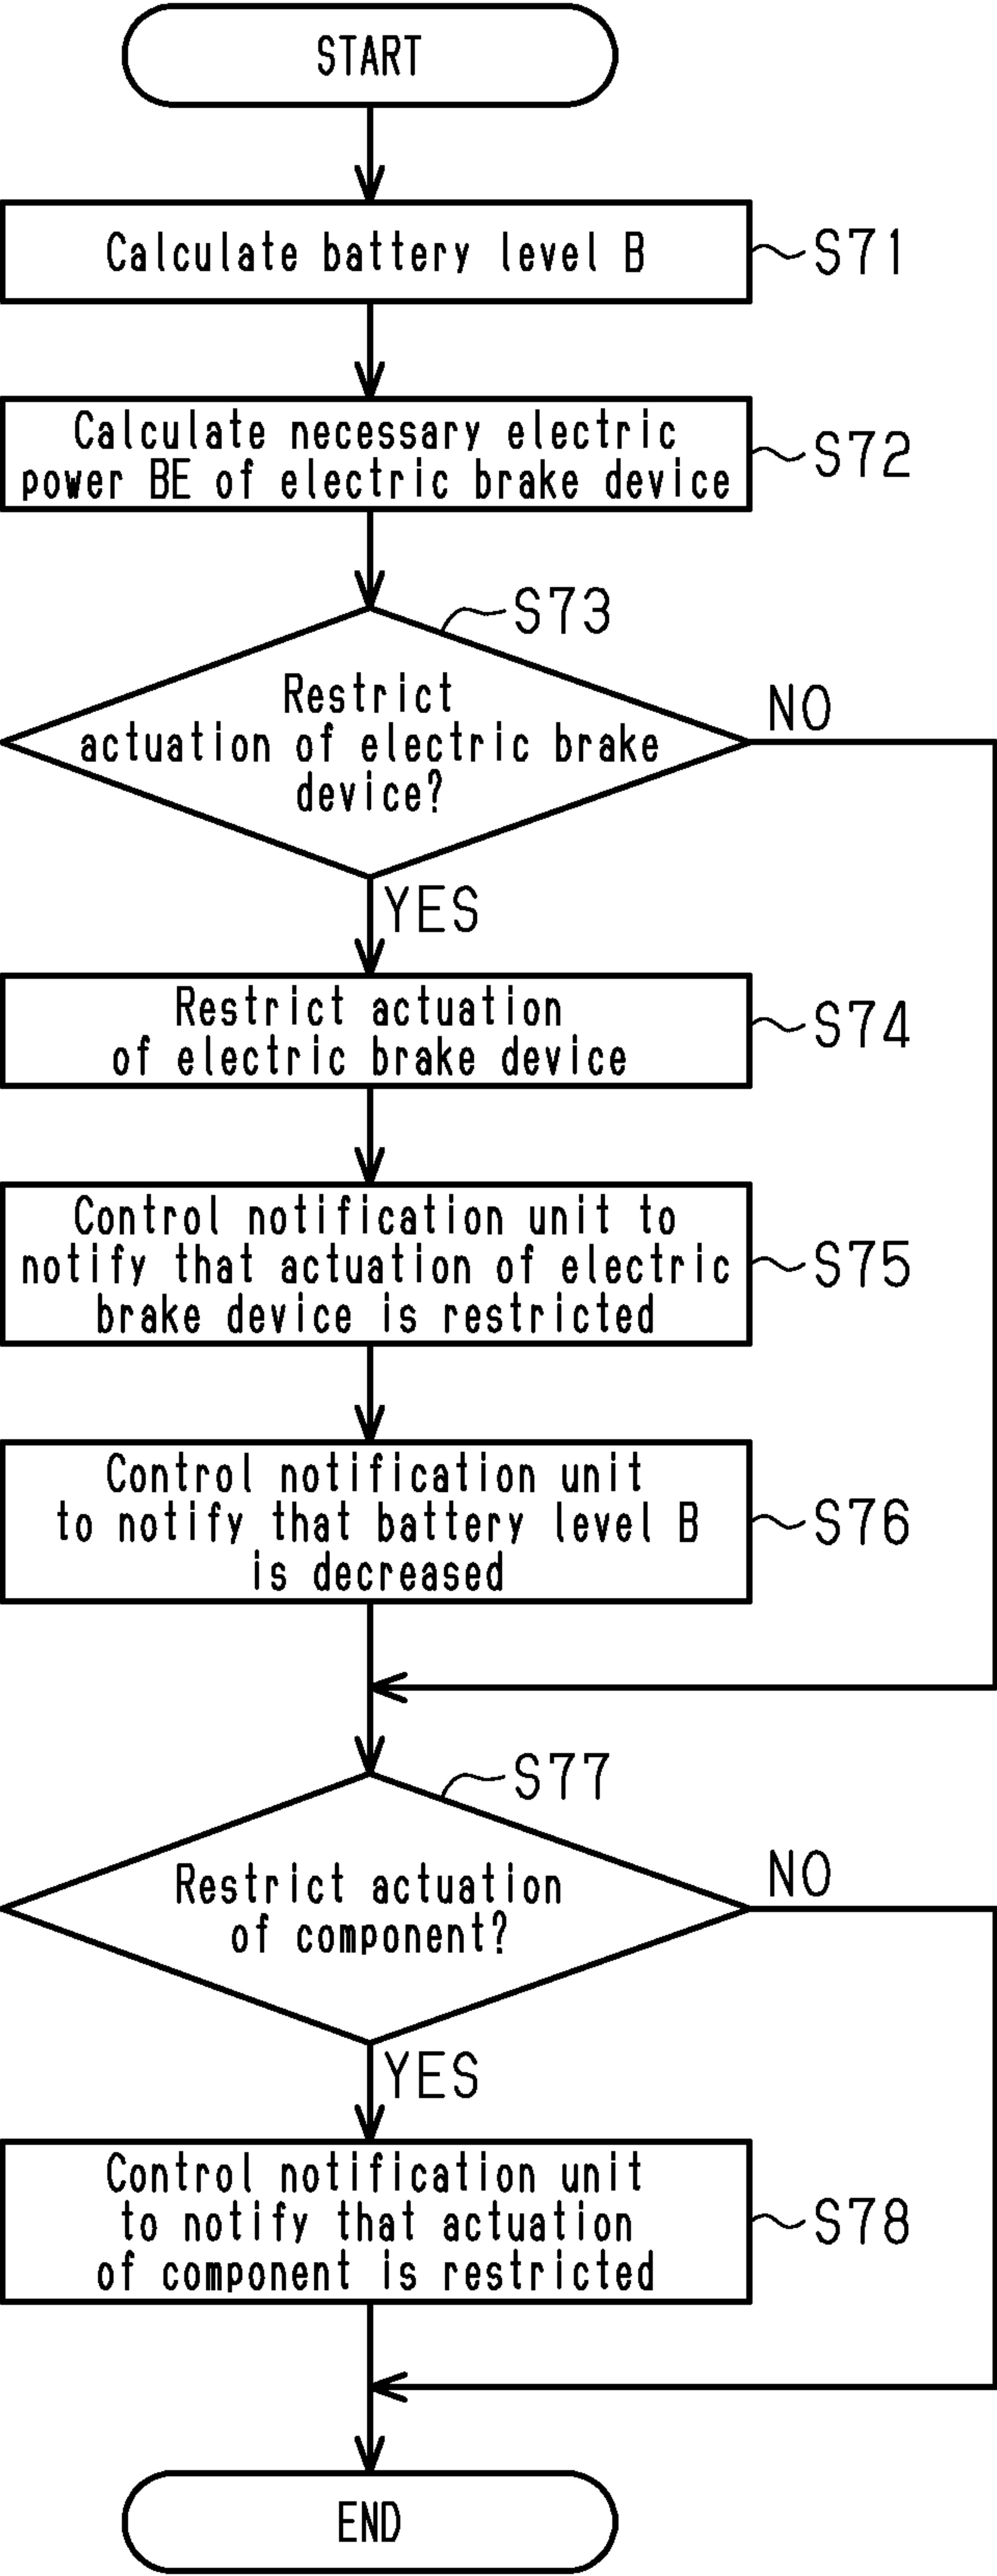 START
Calculate battery level B
S71
Calculate necessary electric
power BE of electric brake device
S72
S73
Restrict
actuation of electric brake
device?
NO
YES
Restrict actuation
of electric brake device
S74
Control notification unit to
notify that actuation of electric
brake device is restricted
S75
Control notification unit
to notify that battery level B
is decreased
S76
S77
Restrict actuation
of component?
NO
YES
Control notification unit
to notify that actuation
of component is restricted
S78
END